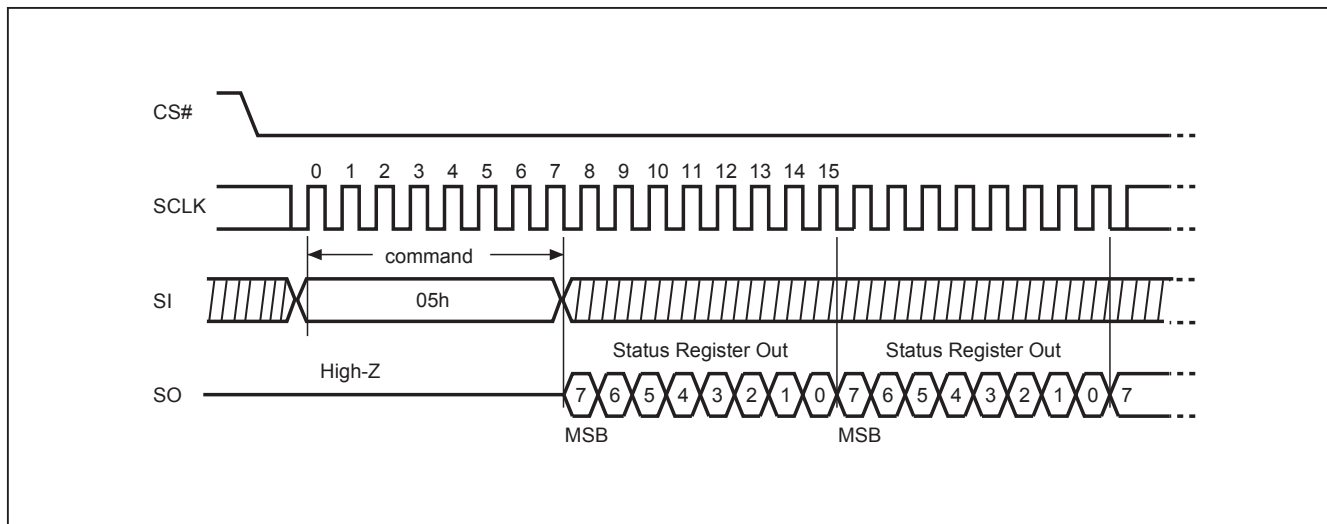 CS#
0 1 2 3 4 5 6 7 8 9 10 11 12 13 14 15
SCLK
command
SI
05h
Status Register Out Status Register Out
High-Z
SO
7 6 5 4 3 2 1 0 7 6 5 4 3 2 1 0 7
MSB MSB